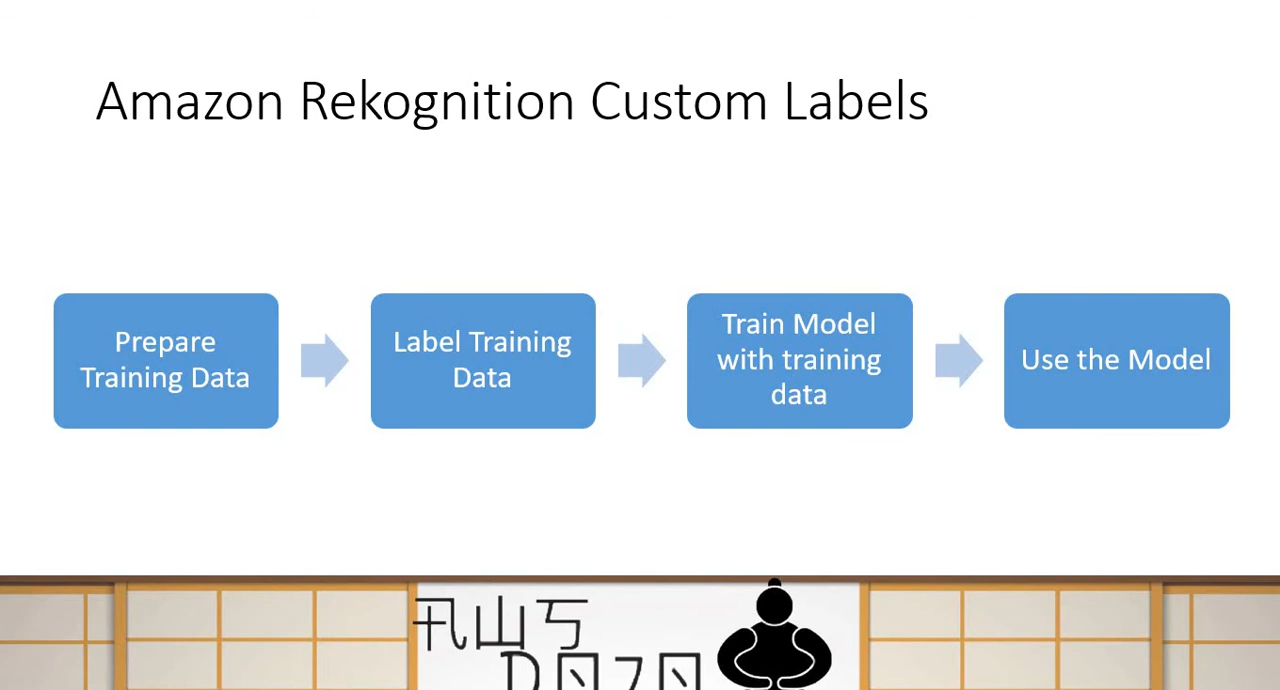 Amazon Rekognition Custom Labels
Prepare
Training Data
Label Training
Data
Train Model
with training
data
Use the Model